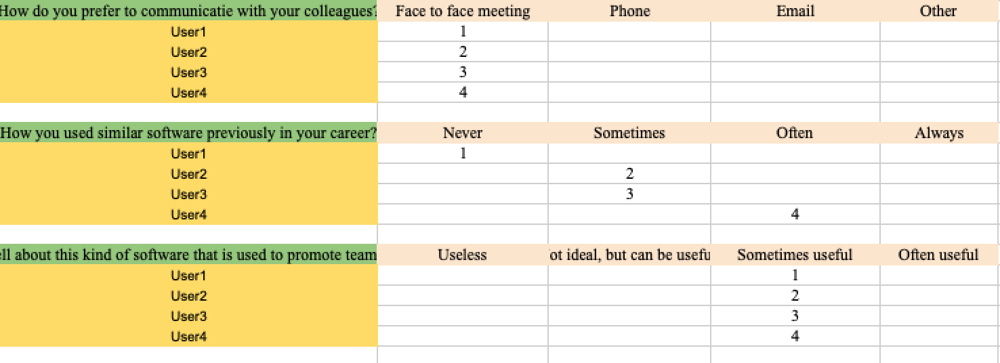 How do you prefer to communicatie with your colleagues? Face to face meeting Phone Email Other
User1 1
User2 2
User3 3
User4 4
How you used similar software previously in your career? Never Sometimes Often Always
User1 1
User2 2
User3 3
User4 4
about this kind of software that is used to promote team Useless ideal, but can be Sometimes useful Often useful
User1 1
User2 2
User3 3
User4 4